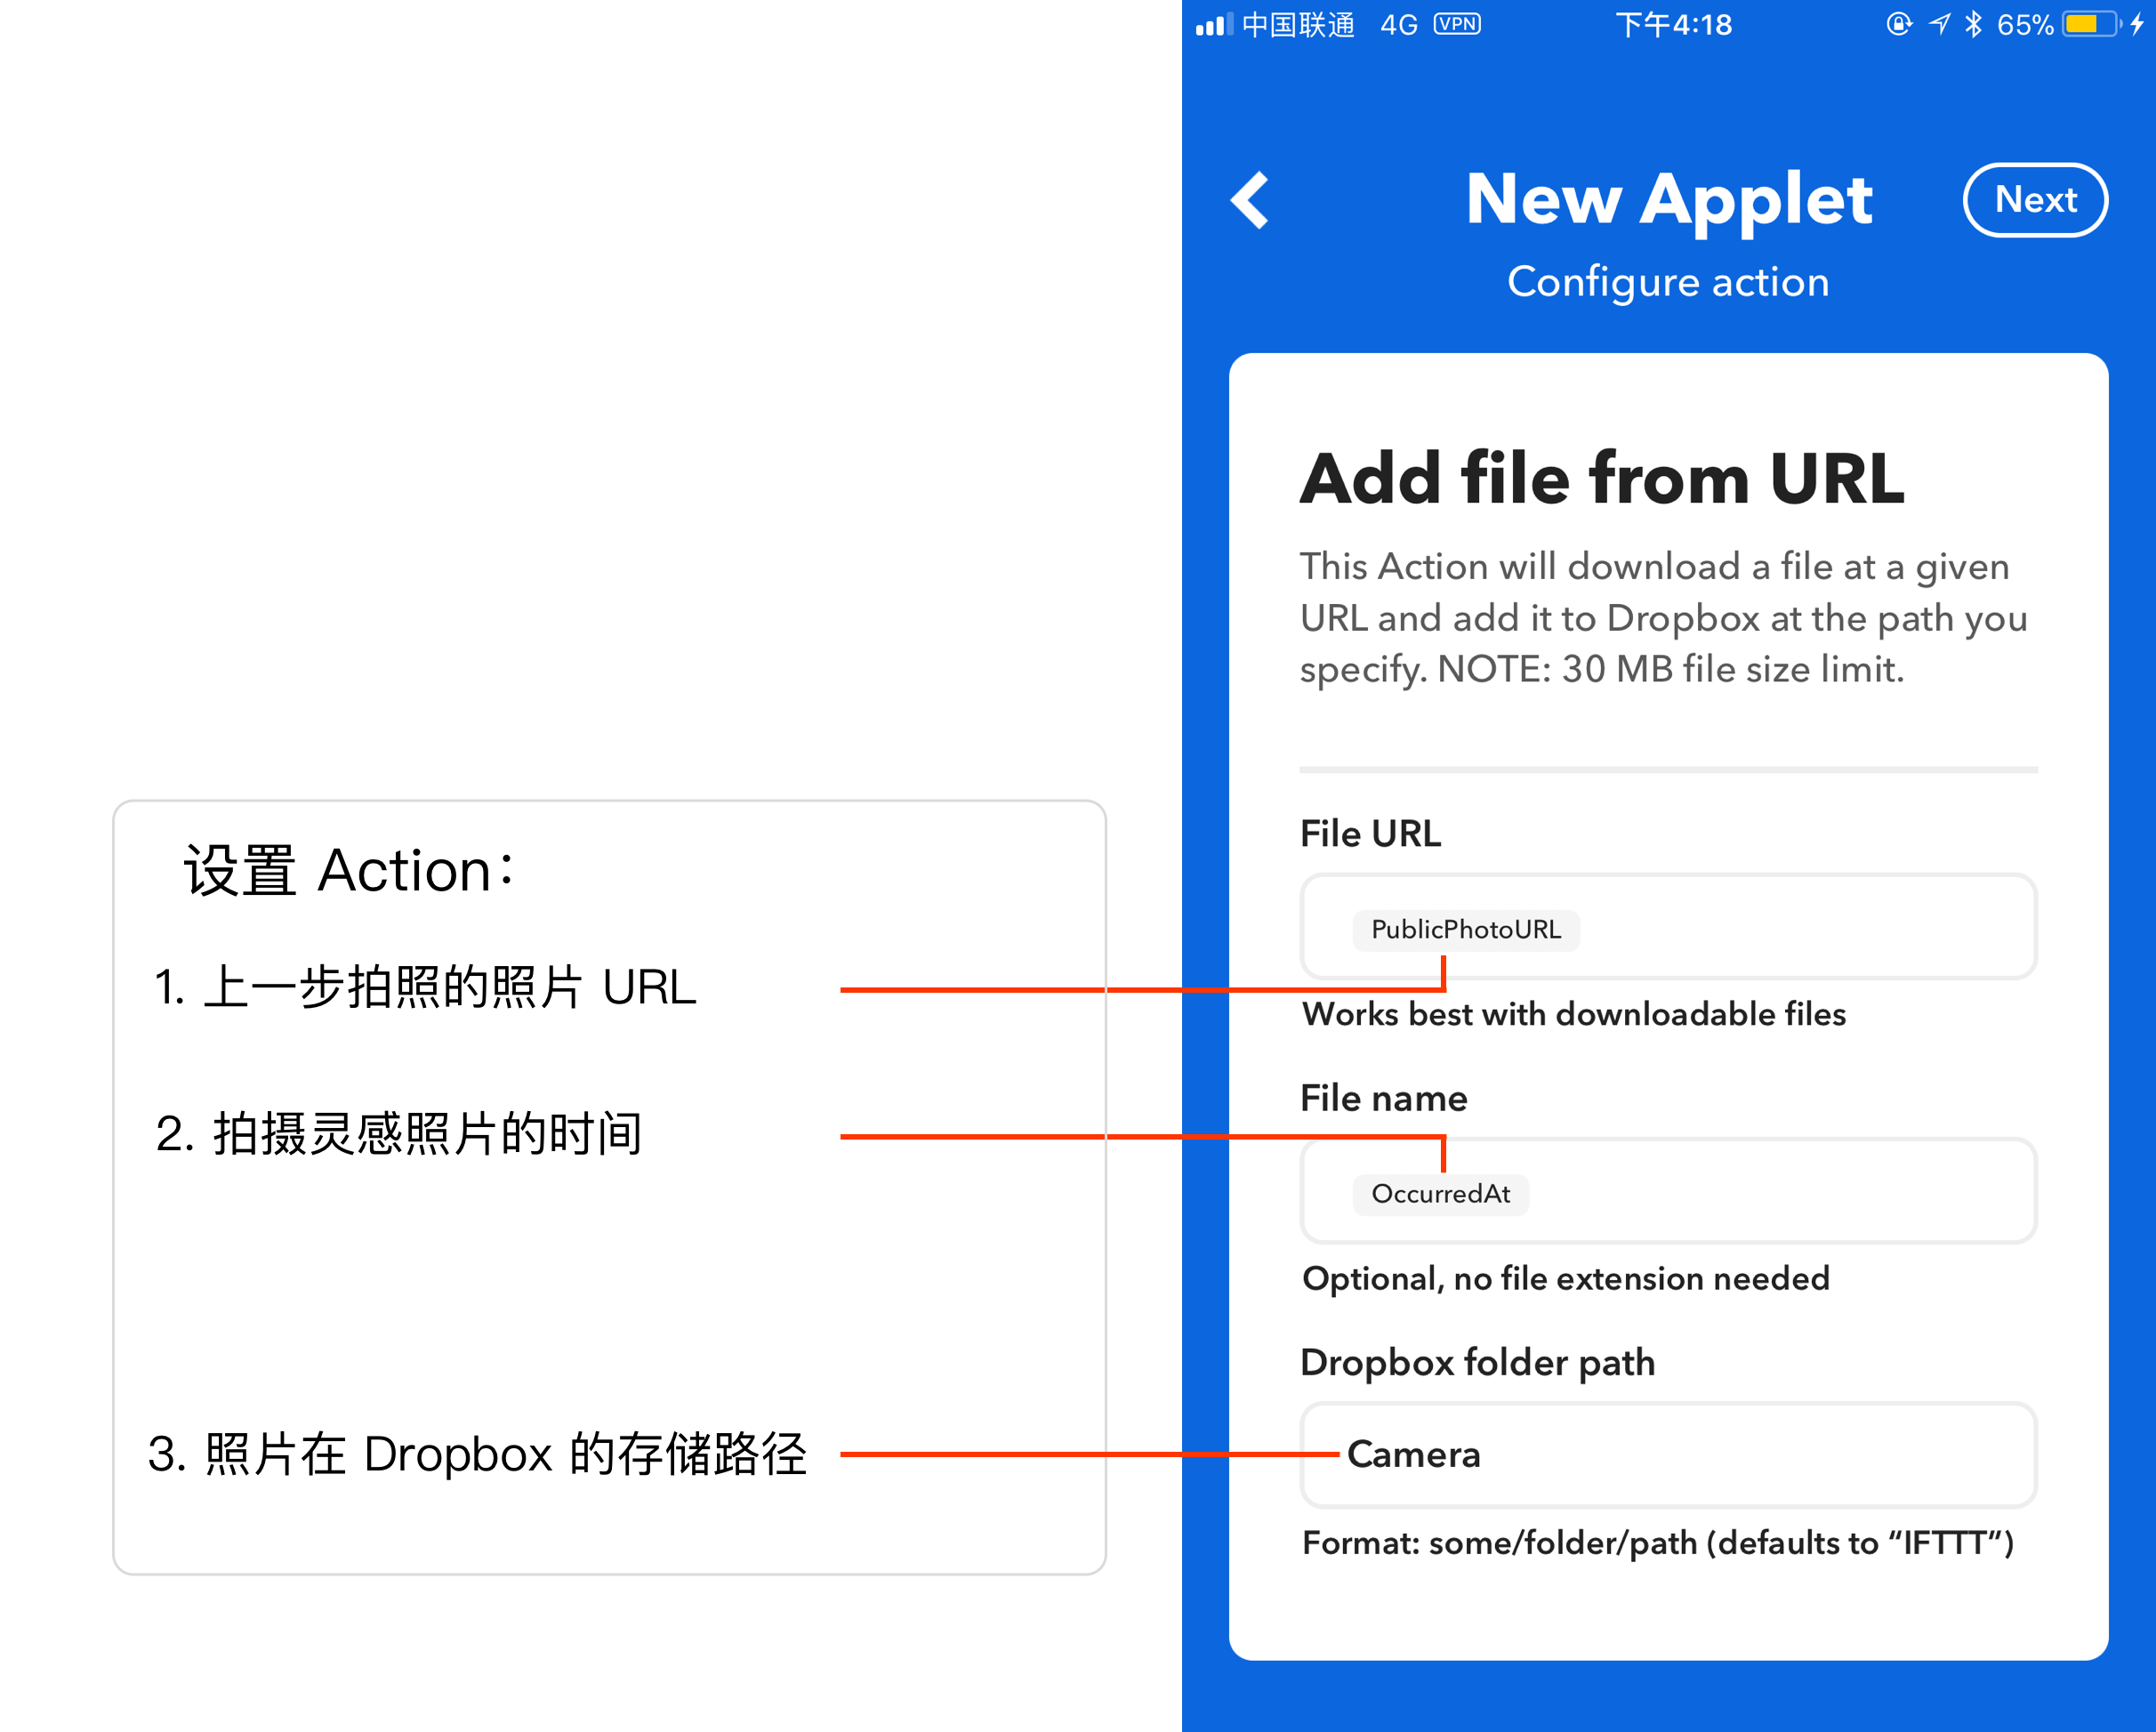 中国联通 4G VPN 下午4:18 65%
New Applet
Next
Configure action
Add file from URL
This Action will download a file at a given
URL and add it to Dropbox at the path you
specify. NOTE: 30 MB file size limit.
设置 Action：
1. 上一步拍照的照片 URL
2. 拍摄灵感照片的时间
3. 照片在 Dropbox 的存储路径
File URL
PublicPhotoURL
Works best with downloadable files
File name
OccurredAt
Optional, no file extension needed
Dropbox folder path
Camera
Format: some/folder/path (defaults to “IFTTT”)